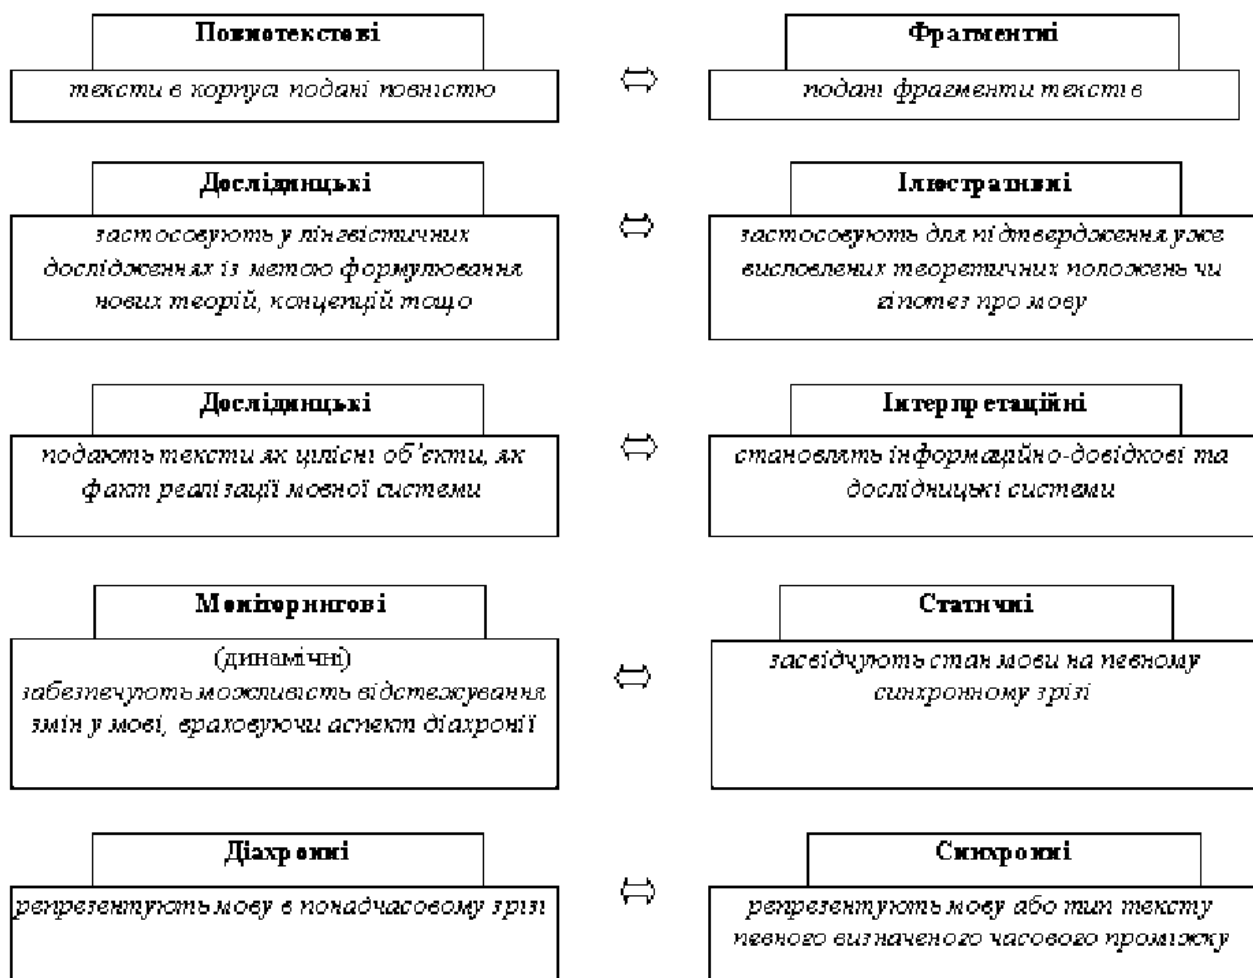 Повнотекстові
тексти в корпусі подані повністю
Фрагментні
подані фрагменти текстів
Дослідницькі
застосовують у лінгвістичних
дослідженнях із метою формулювання
нових теорій, концепцій тощо
Ілюстративні
застосовують для підтвердження уже
висловлених теоретичних положень чи
гіпотез про мову
Дослідницькі
подають тексти як цілісні об’єкти, як
факт реалізації мовної системи
Інтерпретаційні
становлять інформаційно-довідкові та
дослідницькі системи
Моніторингові
(динамічні)
забезпечують можливість відстежування
змін у мові, враховуючи аспект діахронії
Статичні
засвідчують стан мови на певному
синхронному зрізі
Діахронні
репрезентують мову в понадчасовому зрізі
Синхронні
репрезентують мову або тип тексту
певного визначеного часового проміжку